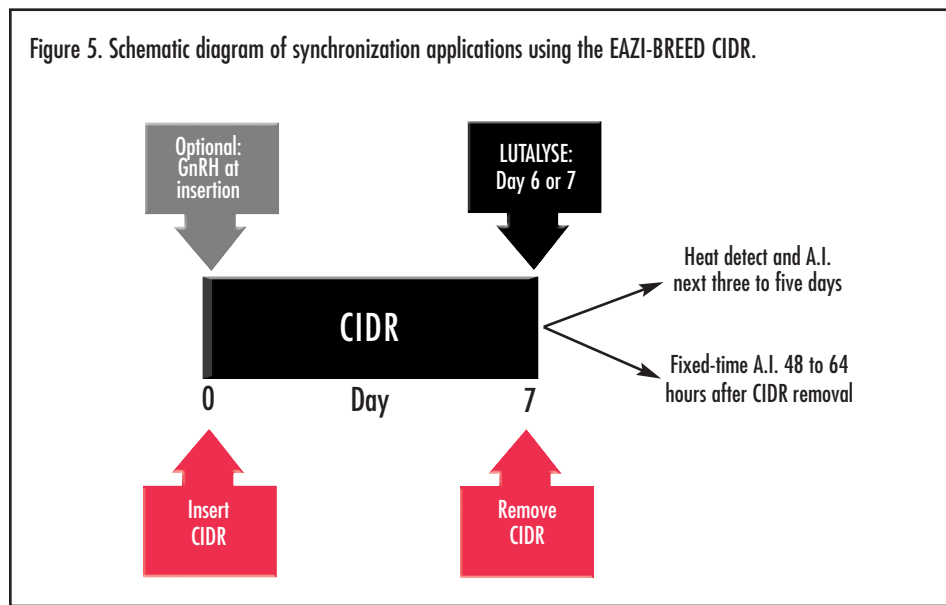 Figure 5. Schematic diagram of synchronization applications using the EAZI-BREED CIDR.
Optional:
GnRH at
insertion
LUTALYSE:
Day 6 or 7
Heat detect and A.I.
next three to five days
CIDR
Fixed-time A.I. 48 to 64
hours after CIDR removal
0 Day 7
Insert
CIDR
Remove
CIDR